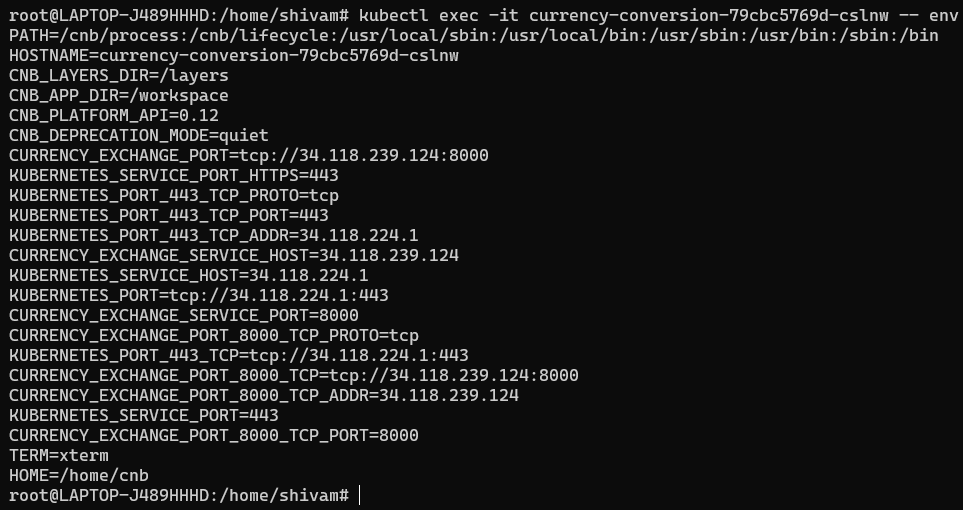 root@LAPTOP-J489HHHD:/home/shivam# kubectl exec -it currency-conversion-79cbc5769d-cslnw -- env
PATH=/cnb/process:/cnb/lifecycle:/usr/local/sbin:/usr/local/bin:/usr/sbin:/usr/bin:/sbin:/bin
HOSTNAME=currency-conversion-79cbc5769d-cslnw
CNB_LAYERS_DIR=/layers
CNB_APP_DIR=/workspace
CNB_PLATFORM_API=0.12
CNB_DEPRECATION_MODE=quiet
CURRENCY_EXCHANGE_PORT=tcp://34.118.239.124:8000
KUBERNETES_SERVICE_PORT_HTTPS=443
KUBERNETES_PORT_443_TCP_PROTO=tcp
KUBERNETES_PORT_443_TCP_PORT=443
KUBERNETES_PORT_443_TCP_ADDR=34.118.224.1
CURRENCY_EXCHANGE_SERVICE_HOST=34.118.239.124
KUBERNETES_SERVICE_HOST=34.118.224.1
KUBERNETES_PORT=tcp://34.118.224.1:443
CURRENCY_EXCHANGE_SERVICE_PORT=8000
CURRENCY_EXCHANGE_PORT_8000_TCP_PROTO=tcp
KUBERNETES_PORT_443_TCP=tcp://34.118.224.1:443
CURRENCY_EXCHANGE_PORT_8000_TCP=tcp://34.118.239.124:8000
CURRENCY_EXCHANGE_PORT_8000_TCP_ADDR=34.118.239.124
KUBERNETES_SERVICE_PORT=443
CURRENCY_EXCHANGE_PORT_8000_TCP_PORT=8000
TERM=xterm
HOME=/home/cnb
root@LAPTOP-J489HHHD:/home/shivam#